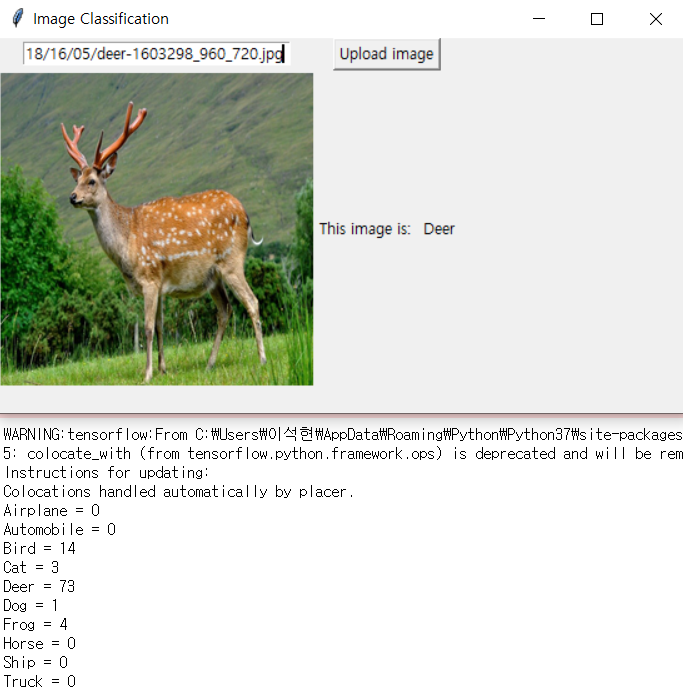 Image Classification
18/16/05/deer-1603298_960_720.jpg
Upload image
This image is: Deer
WARNING:tensorflow:From C:₩Users₩이석현₩AppData₩Roaming₩Python₩Python37₩site-packages
5: colocate_with (from tensorflow.python.framework.ops) is deprecated and will be rem
Instructions for updating:
Colocations handled automatically by placer.
Airplane = 0
Automobile = 0
Bird = 14
Cat = 3
Deer = 73
Dog = 1
Frog = 4
Horse = 0
Ship = 0
Truck = 0